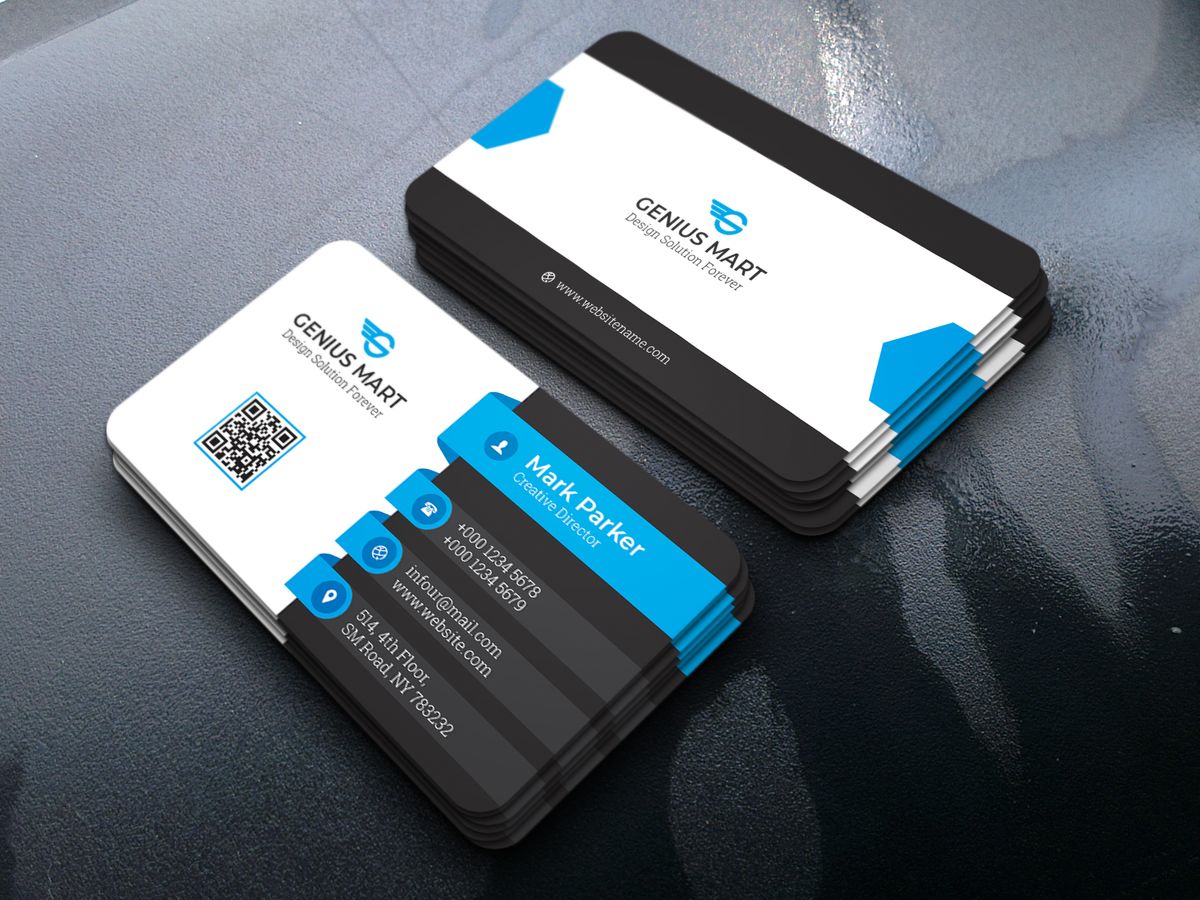 GENIUS MART
Design Solution Forever
www.websitename.com
GENIUS MART
Design Solution Forever
Mark Parker
Creative Director
+000 1234 5678
+000 1234 5679
infour@mail.com
www.website.com
514, 4th Floor,
SM Road, NY 783232